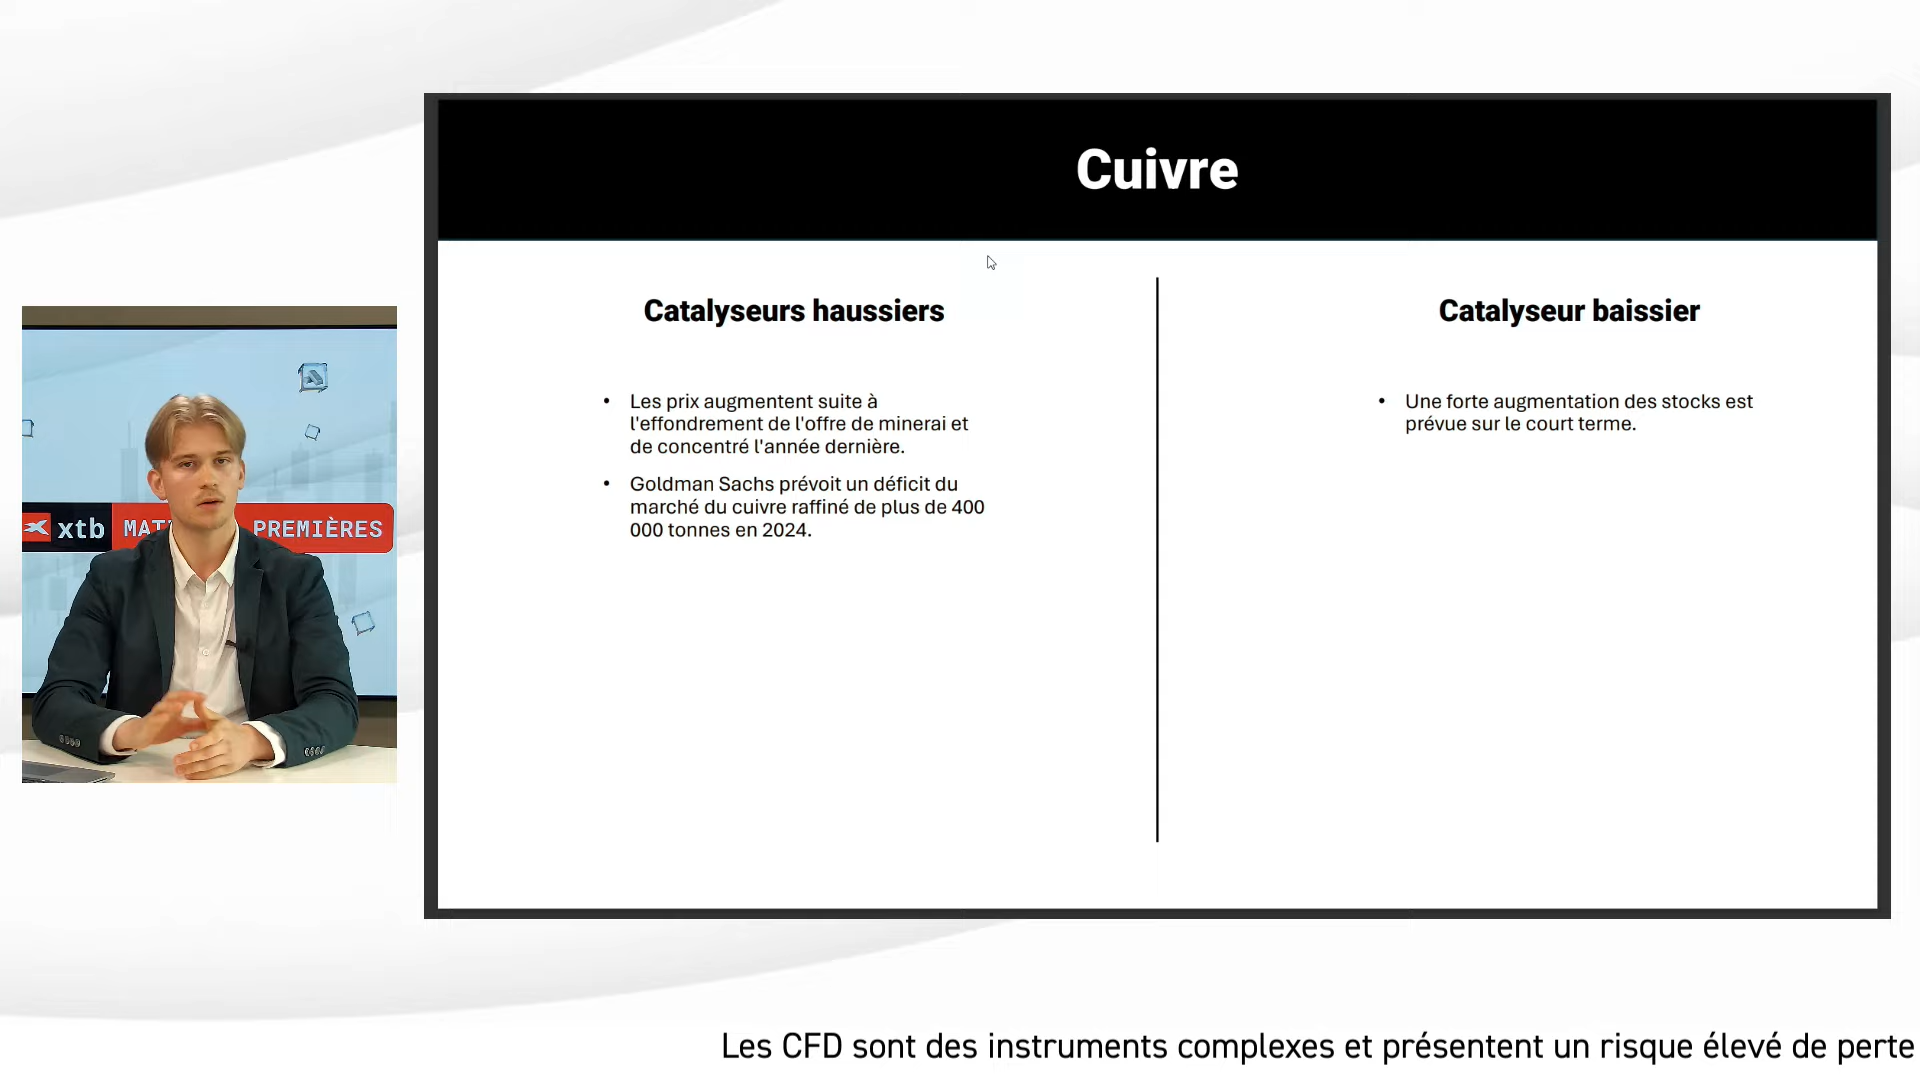 Cuivre
Catalyseurs haussiers
• Les prix augmentent suite à
l'effondrement de l'offre de minerai et
de concentré l'année dernière.
• Goldman Sachs prévoit un déficit du
marché du cuivre raffiné de plus de 400
000 tonnes en 2024.
Catalyseur baissier
• Une forte augmentation des stocks est
prévue sur le court terme.
xtb MAT PREMIÈRES
Les CFD sont des instruments complexes et présentent un risque élevé de perte